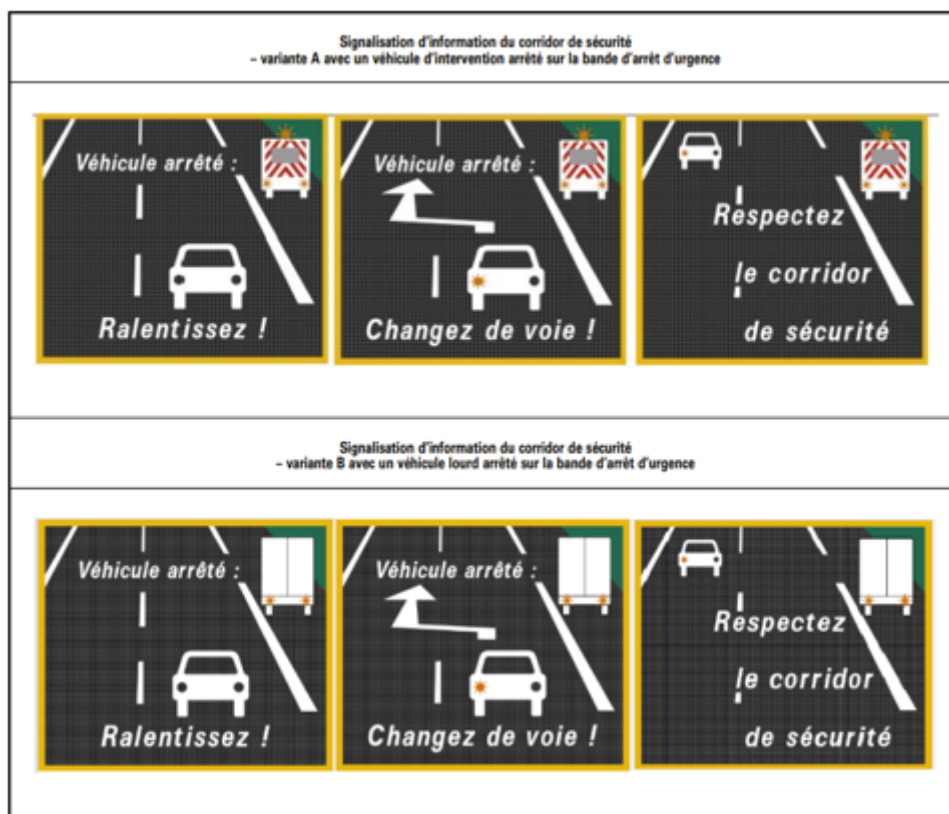 Signalisation d'information du corridor de sécurité
– variante A avec un véhicule d'intervention arrêté sur la bande d'arrêt d'urgence
Véhicule arrêté :
Ralentissez !
Véhicule arrêté :
Changez de voie !
Respectez
le corridor
de sécurité
Signalisation d'information du corridor de sécurité
– variante B avec un véhicule lourd arrêté sur la bande d'arrêt d'urgence
Véhicule arrêté :
Ralentissez !
Véhicule arrêté :
Changez de voie !
Respectez
le corridor
de sécurité